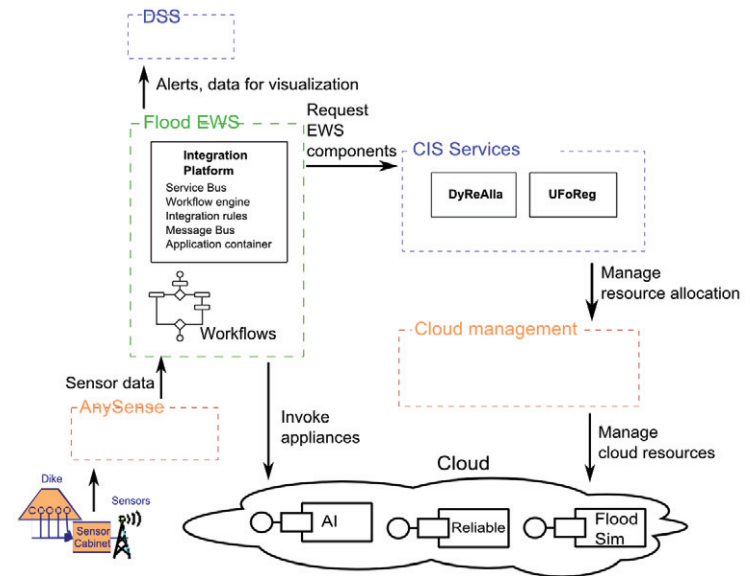 DSS
Alerts, data for visualization
Flood EWS
Request
EWS
components
Integration
Platform
Service Bus
Workflow engine
Integration rules
Message Bus
Application container
Workflows
CIS Services
DyReAlla
UFoReg
Manage
resource allocation
Cloud management
Sensor data
AnySense
Invoke
appliances
Manage
cloud resources
Dike
Sensors
Sensor
Cabinet
Cloud
AI
Reliable
Flood
Sim